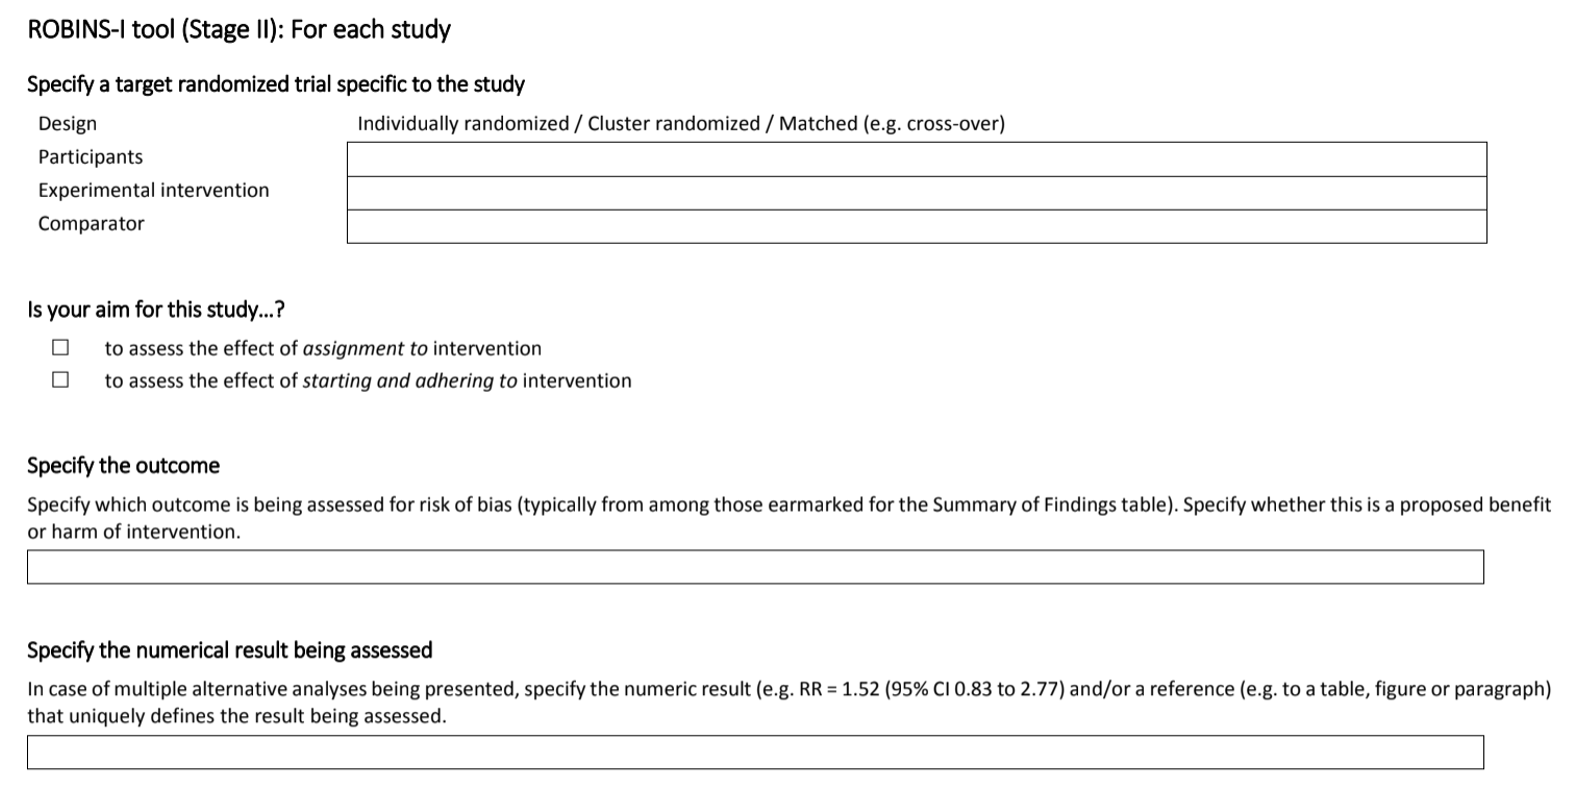 ROBINS-I tool (Stage II): For each study
Specify a target randomized trial specific to the study
Design Individually randomized / Cluster randomized / Matched (e.g. cross-over)
Participants
Experimental intervention
Comparator
Is your aim for this study...?
☐ to assess the effect of assignment to intervention
☐ to assess the effect of starting and adhering to intervention
Specify the outcome
Specify which outcome is being assessed for risk of bias (typically from among those earmarked for the Summary of Findings table). Specify whether this is a proposed benefit
or harm of intervention.
Specify the numerical result being assessed
In case of multiple alternative analyses being presented, specify the numeric result (e.g. RR = 1.52 (95% CI 0.83 to 2.77) and/or a reference (e.g. to a table, figure or paragraph)
that uniquely defines the result being assessed.